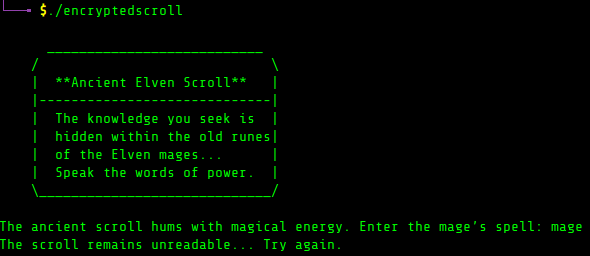 $./encryptedscroll
**Ancient Elven Scroll**
The knowledge you seek is
hidden within the old runes
of the Elven mages...
Speak the words of power.
The ancient scroll hums with magical energy. Enter the mage's spell: mage
The scroll remains unreadable... Try again.